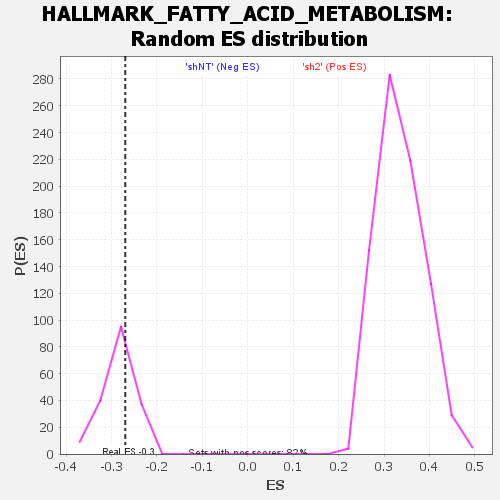 HALLMARK_FATTY_ACID_METABOLISM:
Random ES distribution
'shNT' (Neg ES) 'sh2' (Pos ES)
P(ES)
280
260
240
220
200
180
160
140
120
100
80
60
40
20
0
Real ES -0.3 Sets with pos scores: 82%
-0.4 -0.3 -0.2 -0.1 0.0 0.1 0.2 0.3 0.4 0.5
ES